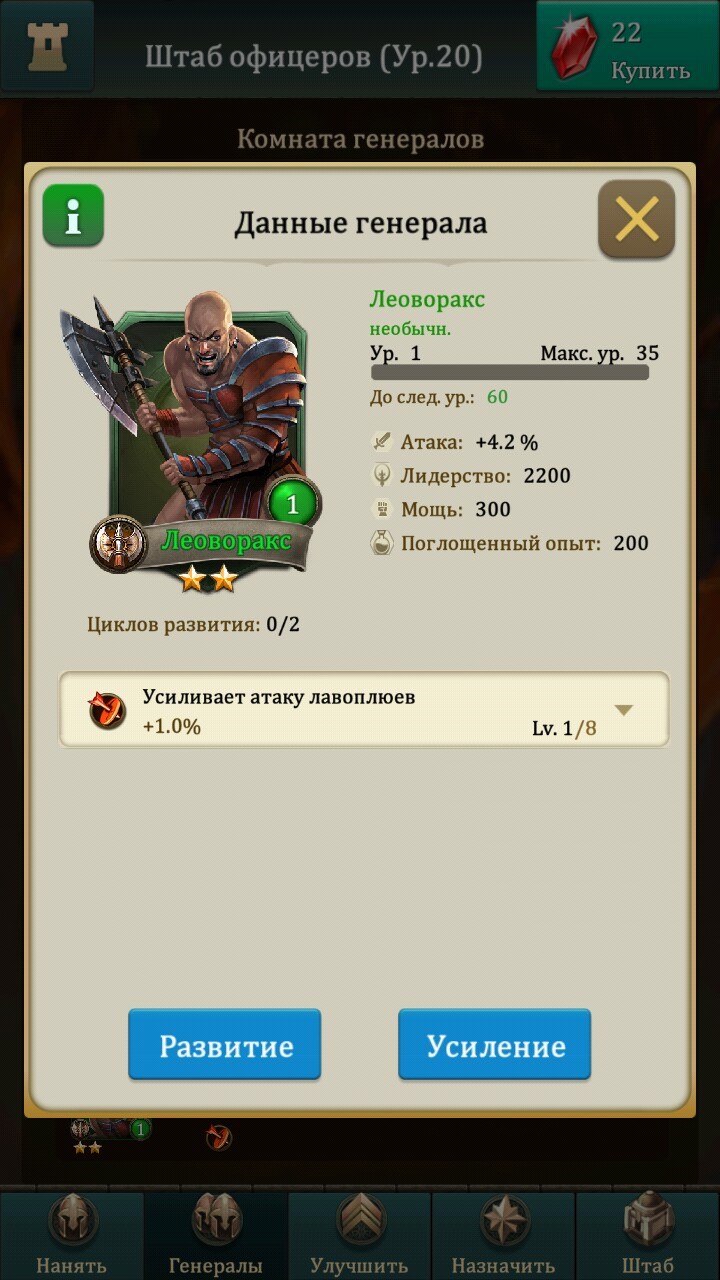 Штаб офицеров (Ур.20)
22
Купить
Комната генералов
i
Данные генерала
Леоворакс
необычн.
Ур. 1 Макс. ур. 35
До след. ур.: 60
Атака: +4.2 %
Лидерство: 2200
Мощь: 300
Поглощенный опыт: 200
1
Леоворакс
Циклов развития: 0/2
Усиливает атаку лавоплюев
+1.0%
Lv. 1/8
Развитие Усиление
1
Нанять Генералы Улучшить Назначить Штаб